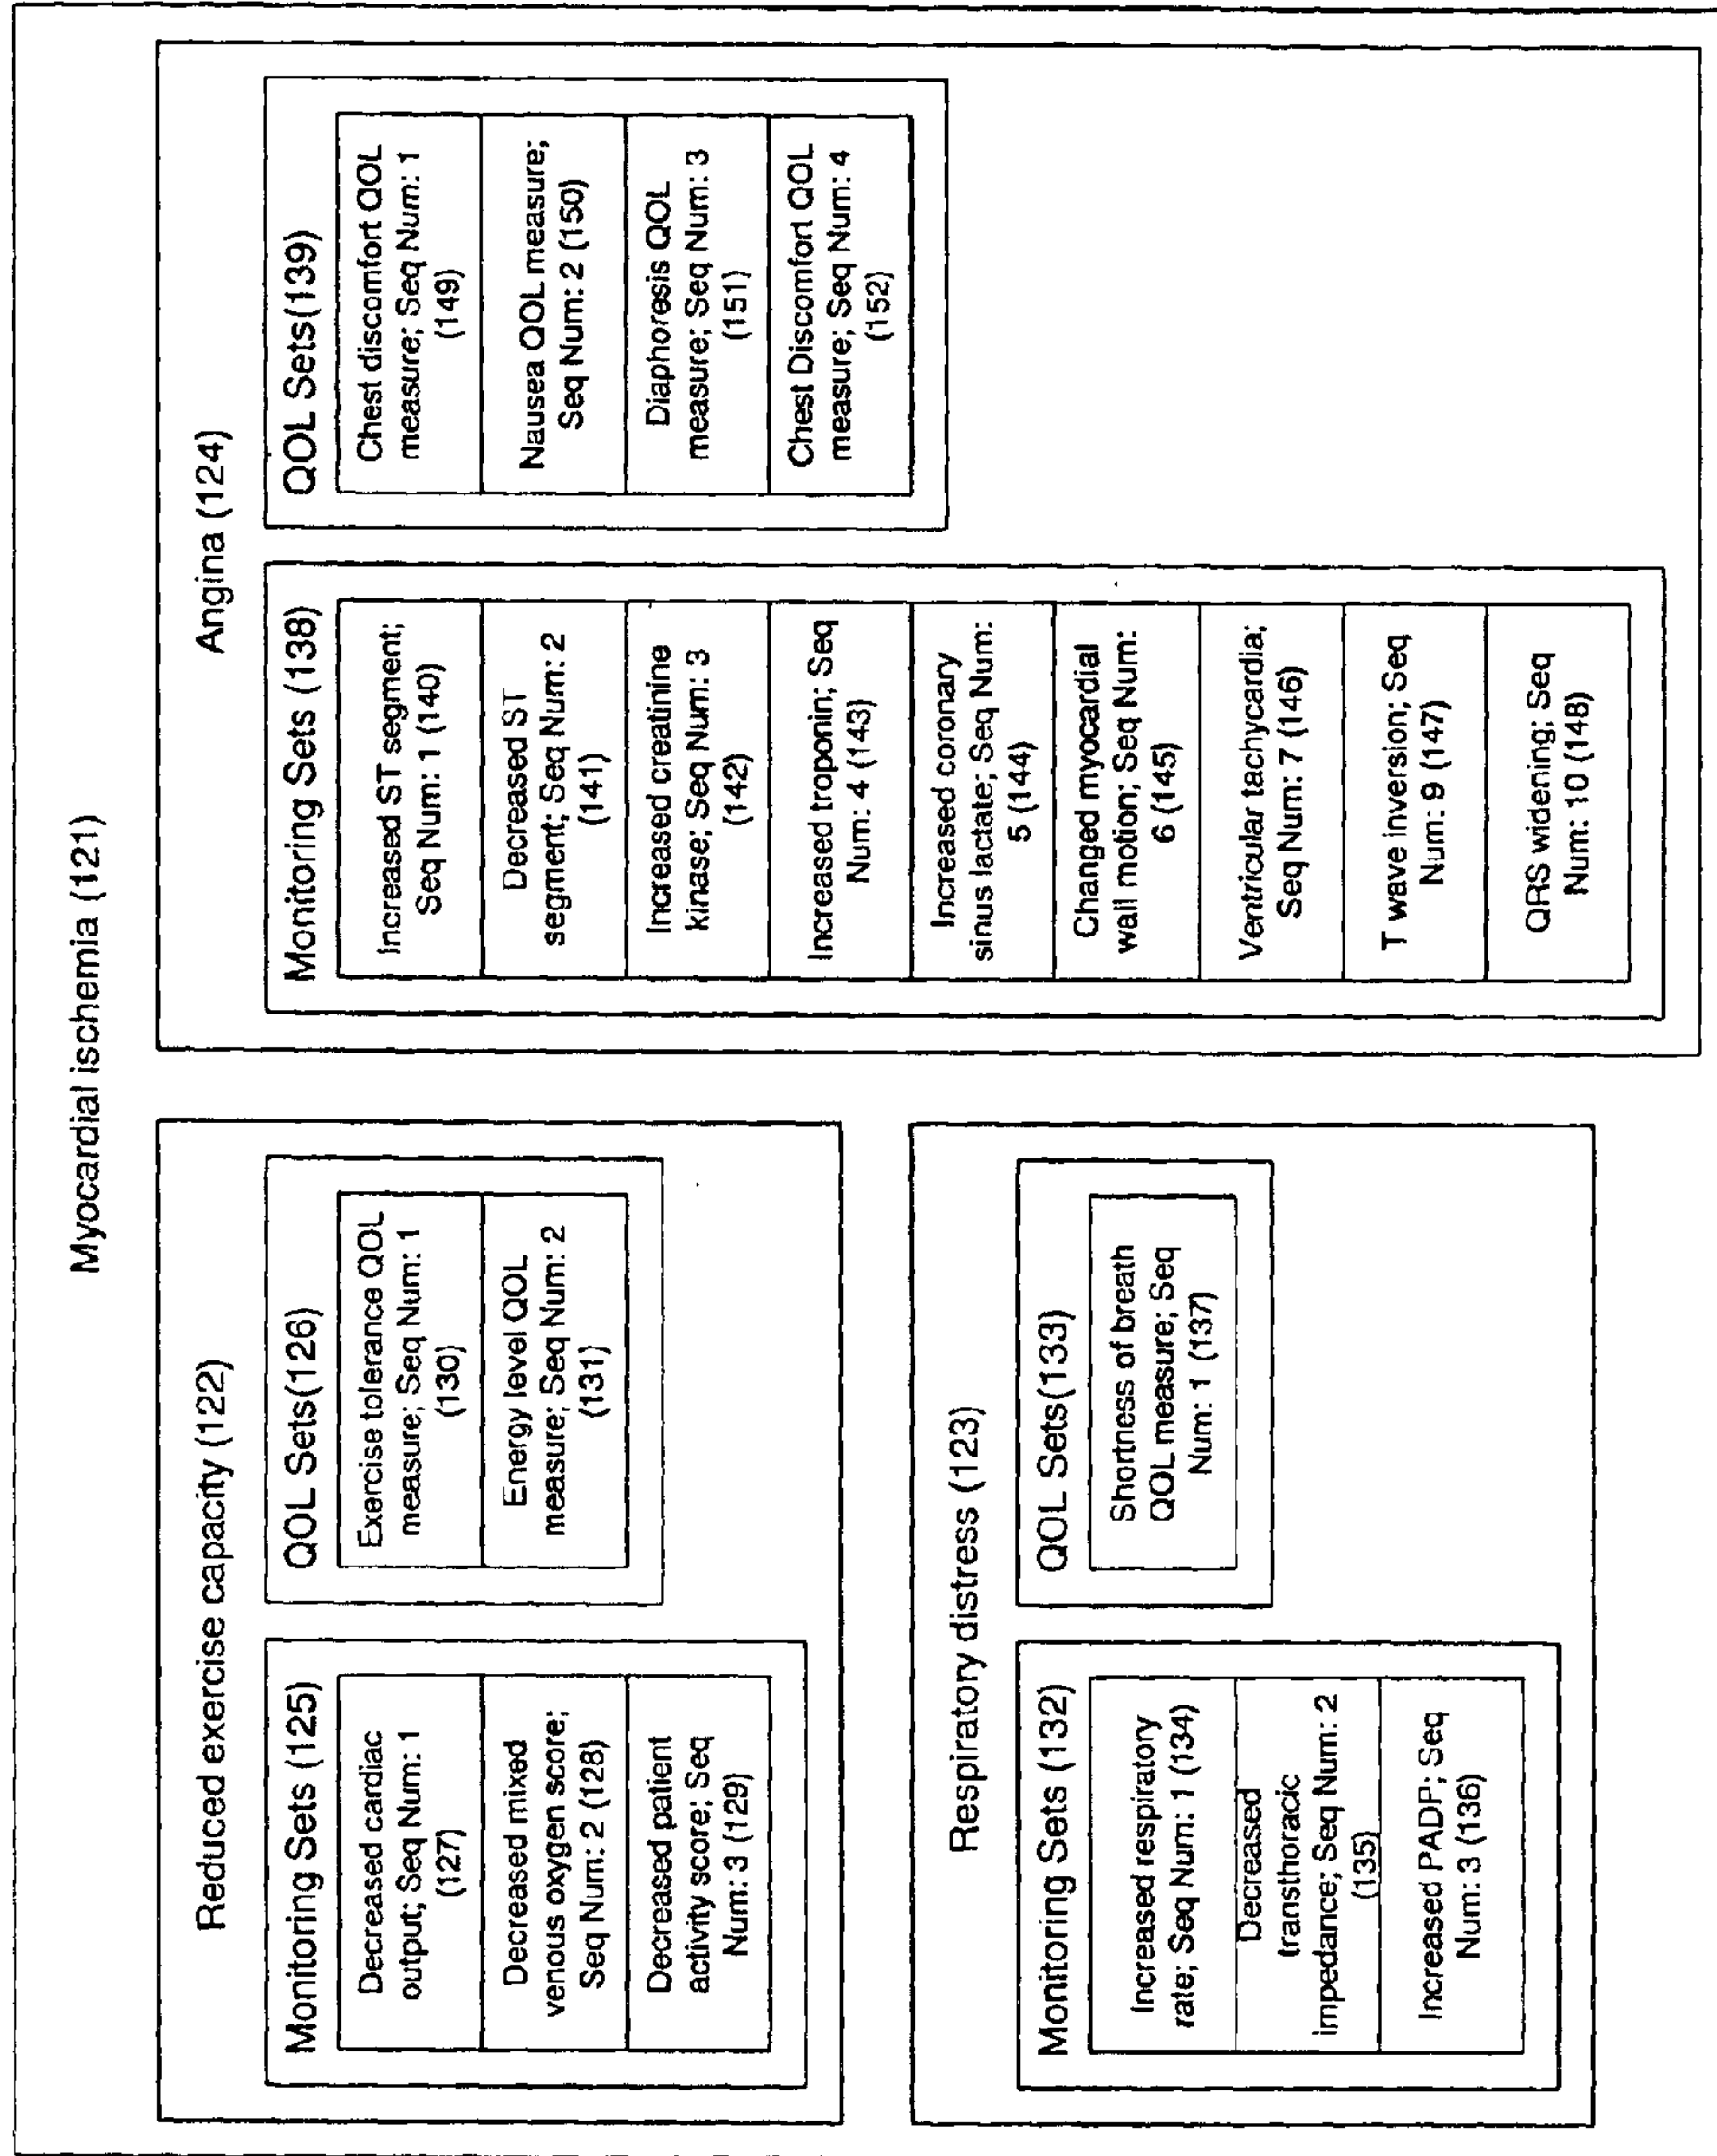 Myocardial ischemia (121)
Reduced exercise capacity (122)
Monitoring Sets (125)
Decreased cardiac
output; Seq Num: 1
(127)
Decreased mixed
venous oxygen score;
Seq Num: 2 (128)
Decreased patient
activity score; Seq
Num: 3 (129)
QOL Sets(126)
Exercise tolerance QOL
measure; Seq Num: 1
(130)
Energy level QOL
measure; Seq Num: 2
(131)
Respiratory distress (123)
Monitoring Sets (132)
Increased respiratory
rate; Seq Num: 1 (134)
Decreased
transthoracic
impedance; Seq Num: 2
(135)
Increased PADP; Seq
Num: 3 (136)
QOL Sets(133)
Shortness of breath
QOL measure; Seq
Num: 1 (137)
Angina (124)
Monitoring Sets (138)
Increased ST segment;
Seq Num: 1 (140)
Decreased ST
segment; Seq Num: 2
(141)
Increased creatinine
kinase; Seq Num: 3
(142)
Increased troponin; Seq
Num: 4 (143)
Increased coronary
sinus lactate; Seq Num:
5 (144)
Changed myocardial
wall motion; Seq Num:
6 (145)
Ventricular tachycardia;
Seq Num: 7 (146)
T wave inversion; Seq
Num: 9 (147)
QRS widening; Seq
Num: 10 (148)
QOL Sets(139)
Chest discomfort QOL
measure; Seq Num: 1
(149)
Nausea QOL measure;
Seq Num: 2 (150)
Diaphoresis QOL
measure; Seq Num: 3
(151)
Chest Discomfort QOL
measure; Seq Num: 4
(152)